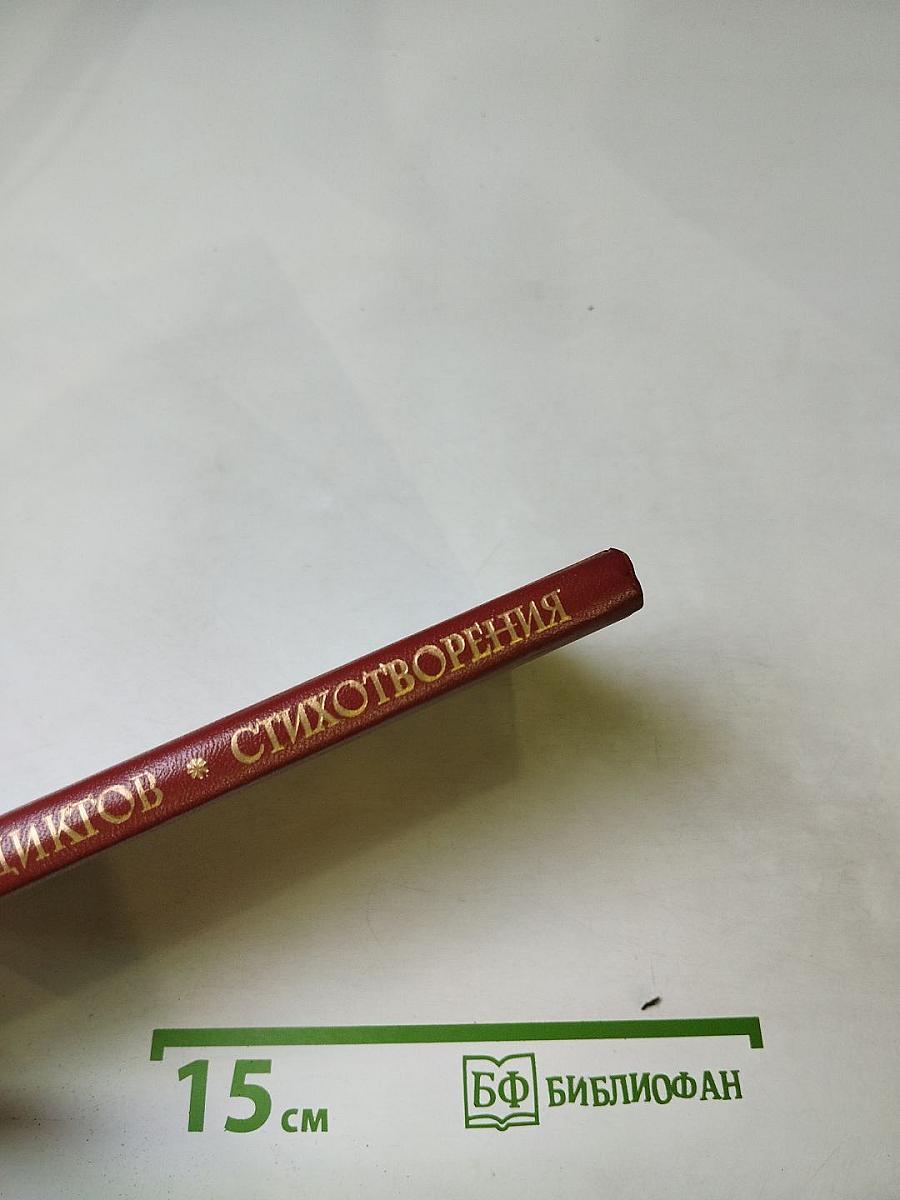 ДИКТОВ * СТИХОТВОРЕНИЯ
15 см
БФ БИБЛИОФАН